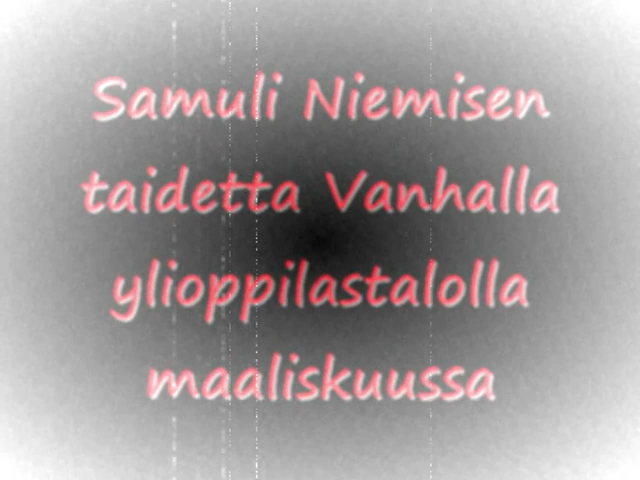 Samuli Niemisen
taidetta Vanhalla
ylioppilastalolla
maaliskuussa